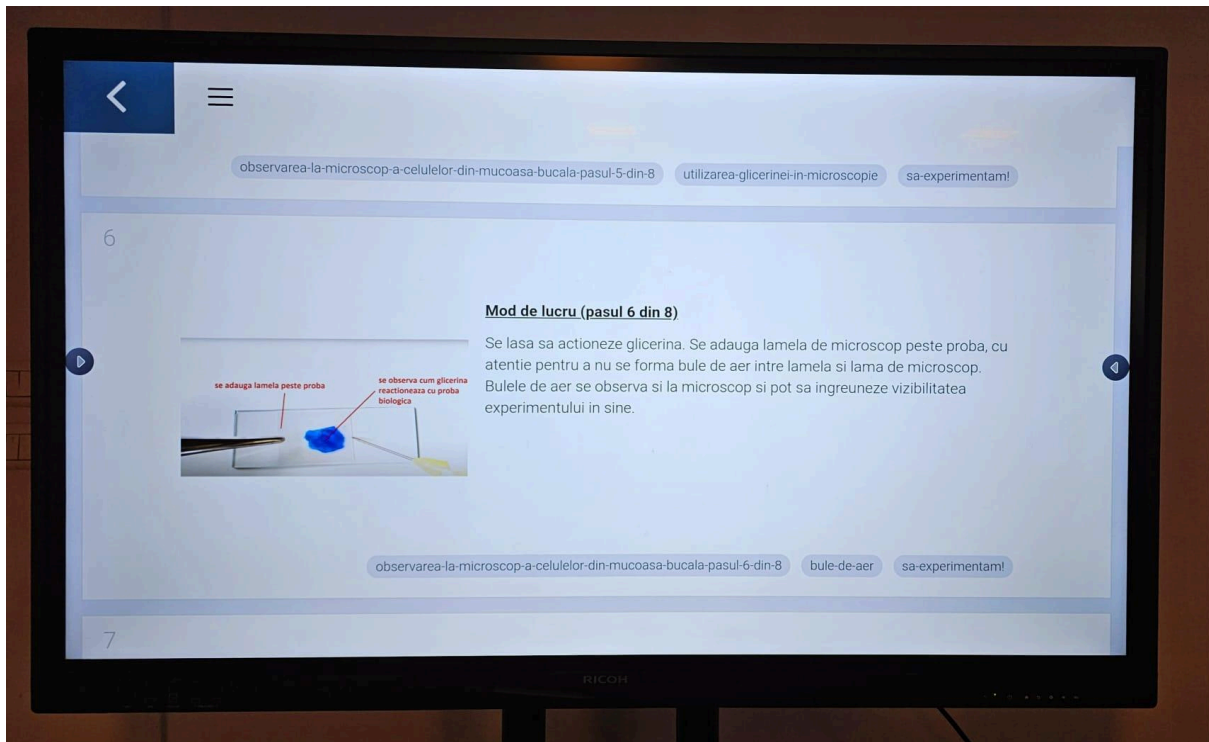 observarea-la-microscop-a-celulelor-din-mucoasa-bucala-pasul-5-din-8 utilizarea-glicerinei-in-microscopie sa-experimentam!
6
Mod de lucru (pasul 6 din 8)
Se lasa sa actioneze glicerina. Se adauga lamela de microscop peste proba, cu
atentie pentru a nu se forma bule de aer intre lamela si lama de microscop.
Bulele de aer se observa si la microscop si pot sa ingreuneze vizibilitatea
experimentului in sine.
se adauga lamela peste proba
se observa cum glicerina
reactioneaza cu proba
biologica
observarea-la-microscop-a-celulelor-din-mucoasa-bucala-pasul-6-din-8 bule-de-aer sa-experimentam!
7
RICOH